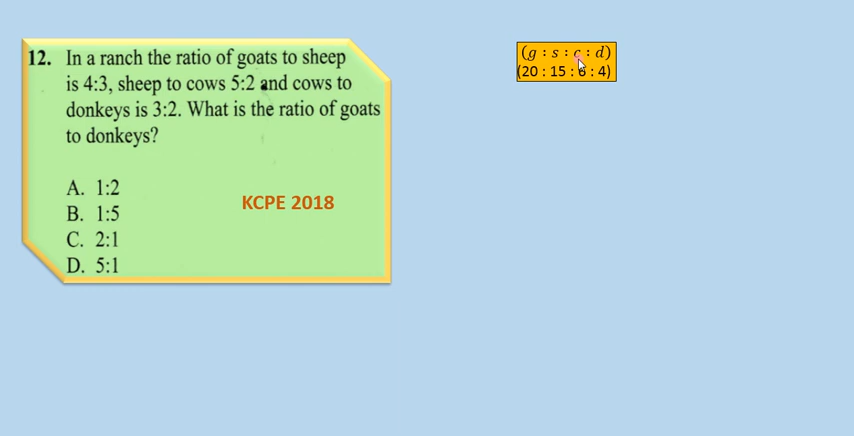 12. In a ranch the ratio of goats to sheep
is 4:3, sheep to cows 5:2 and cows to
donkeys is 3:2. What is the ratio of goats
to donkeys?
A. 1:2
B. 1:5
C. 2:1
D. 5:1
KCPE 2018
(g : s : c : d)
(20 : 15 : 6 : 4)